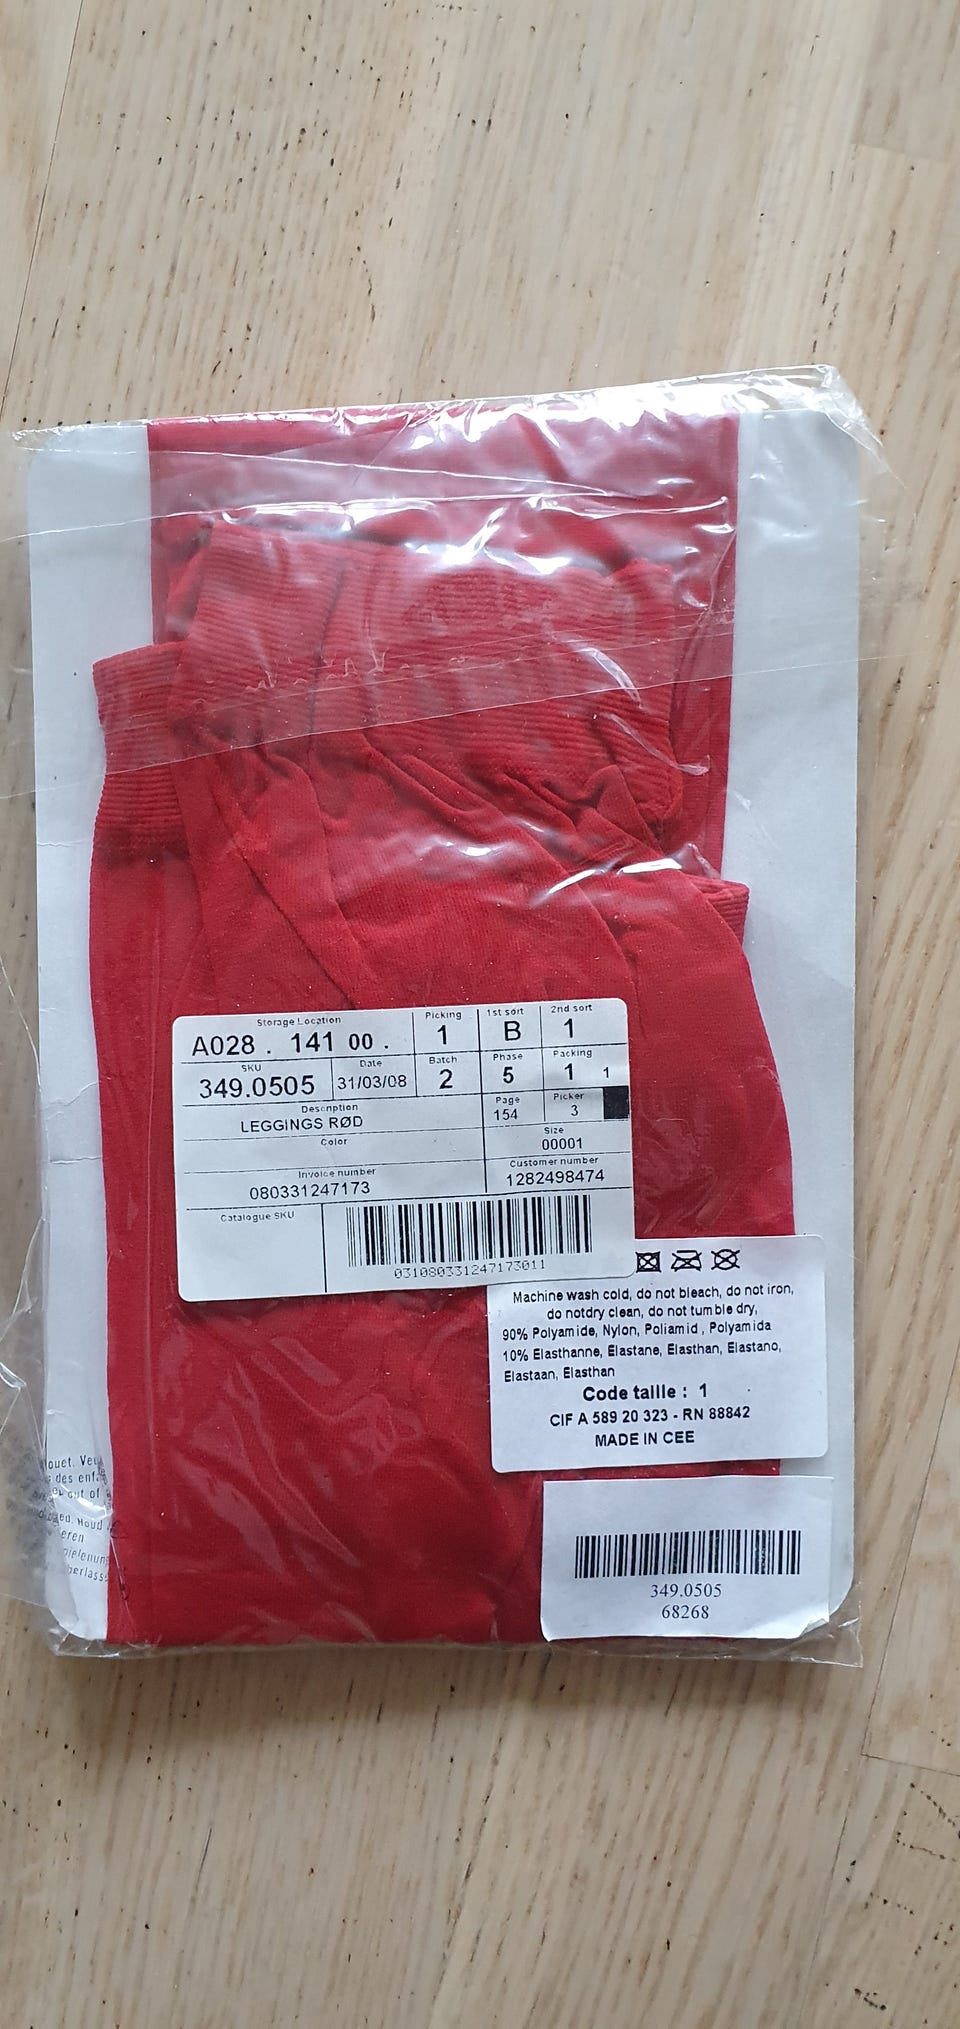 Storage Location
Picking
1st sort
2nd sort
A028 . 141 00 .
1
B
1
SKU
Date
Batch
Phase
Packing
349.0505
31/03/08
2
5
1 1
Description
Page
Picker
LEGGINGS RØD
154
3
Color
Size
00001
Invoice number
Customer number
080331247173
1282498474
Catalogue SKU
031080331247173011
Machine wash cold, do not bleach, do not iron,
do notdry clean, do not tumble dry,
90% Polyamide, Nylon, Poliamid , Polyamida
10% Elasthanne, Elastane, Elasthan, Elastano,
Elastaan, Elasthan
Code taille : 1
CIF A 589 20 323 - RN 88842
MADE IN CEE
des
out of
Houd
349.0505
68268